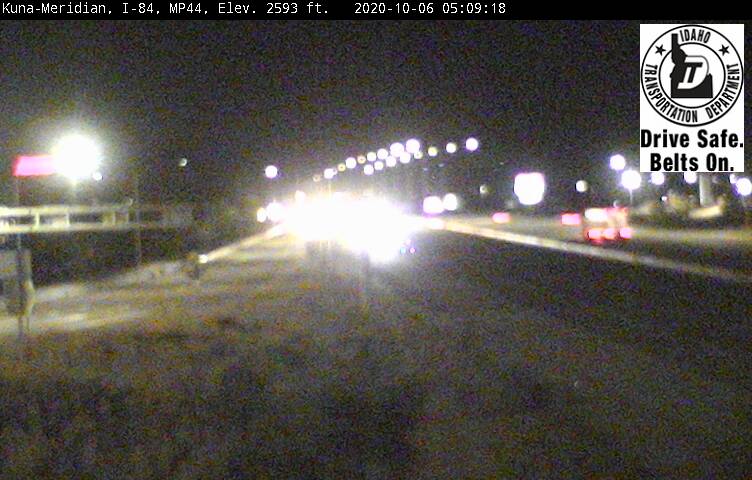 Kuna-Meridian, I-84, MP44, Elev. 2593 ft.   2020-10-06 05:09:18
IDAHO
TRANSPORTATION DEPARTMENT
Drive Safe.
Belts On.